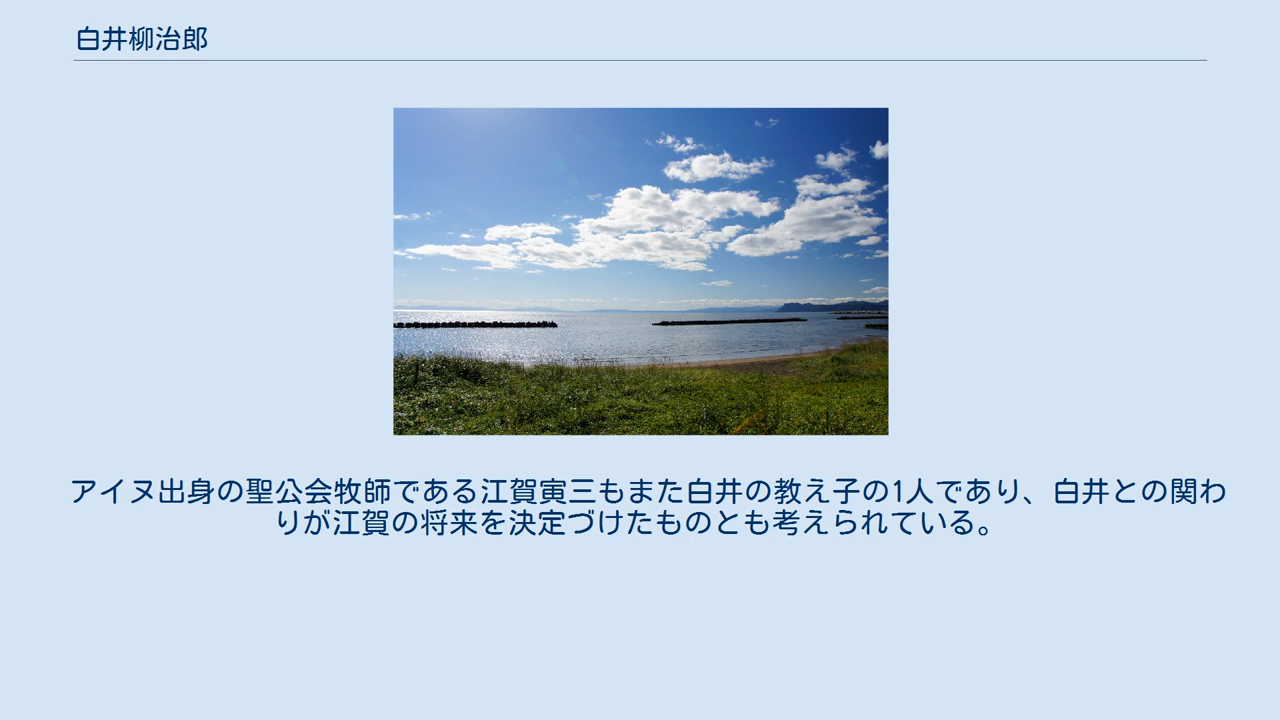 白井柳治郎
アイヌ出身の聖公会牧師である江賀寅三もまた白井の教え子の1人であり、白井との関わ
りが江賀の将来を決定づけたものとも考えられている。